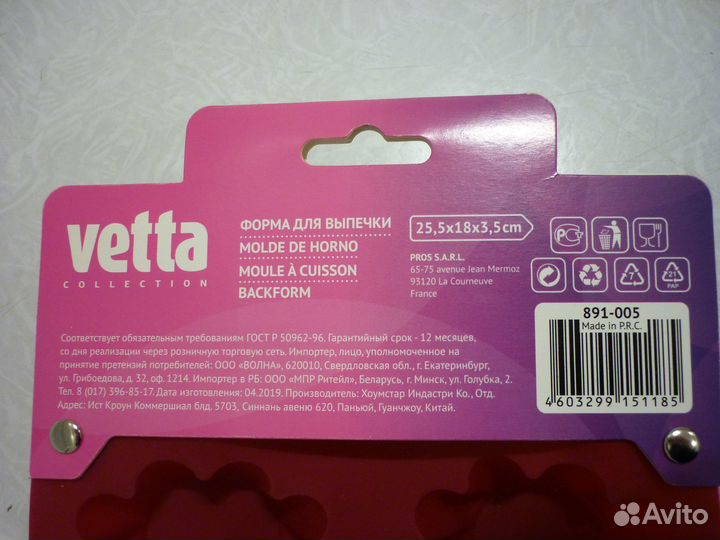 vetta
COLLECTION
ФОРМА ДЛЯ ВЫПЕЧКИ
MOLDE DE HORNO
MOULE À CUISSON
BACKFORM
25,5x18x3,5cm
PROS S.A.R.L.
65-75 avenue Jean Mermoz
93120 La Courneuve
France
7
21
PAP
891-005
Made in P.R.C.
4 603299 151185
Соответствует обязательным требованиям ГОСТ Р 50962-96. Гарантийный срок - 12 месяцев,
со дня реализации через розничную торговую сеть. Импортер, лицо, уполномоченное на
принятие претензий потребителей: ООО «ВОЛНА», 620010, Свердловская обл., г. Екатеринбург,
ул. Грибоедова, д. 32, оф. 1214. Импортер в РБ: ООО «МПР Ритейл», Беларусь, г. Минск, ул. Голубка, 2.
Тел. 8 (017) 396-85-17. Дата изготовления: 04.2019. Производитель: Хоумстар Индастри Ко., Отд.
Адрес: Ист Кроун Коммершиал блд. 5703, Синнань авеню 620, Паньюй, Гуанчжоу, Китай.
Avito